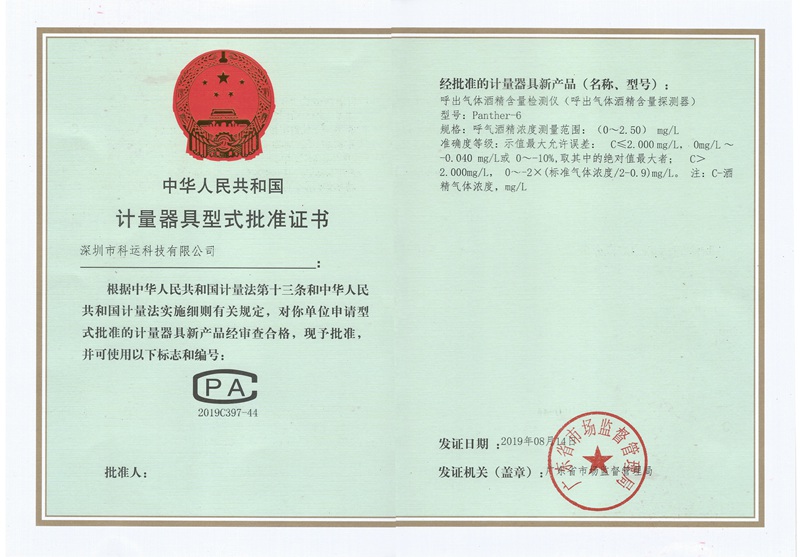 中华人民共和国
计量器具型式批准证书
深圳市科运科技有限公司
：
根据中华人民共和国计量法第十三条和中华人民
共和国计量法实施细则有关规定，对你单位申请型
式批准的计量器具新产品经审查合格，现予批准，
并可使用以下标志和编号：
CPA
2019C397-44
批准人：
经批准的计量器具新产品（名称、型号）：
呼出气体酒精含量检测仪（呼出气体酒精含量探测器）
型号：Panther-6
规格：呼气酒精浓度测量范围：（0～2.50） mg/L
准确度等级：示值最大允许误差： C≤2.000mg/L， 0mg/L～
-0.040 mg/L或 0～-10%,取其中的绝对值最大者； C＞
2.000mg/L， 0～-2×(标准气体浓度/2-0.9)mg/L。 注：C-酒
精气体浓度，mg/L
发证日期：2019年08月14日
发证机关（盖章）：广东省市场监督管理局
广东省市场监督管理局